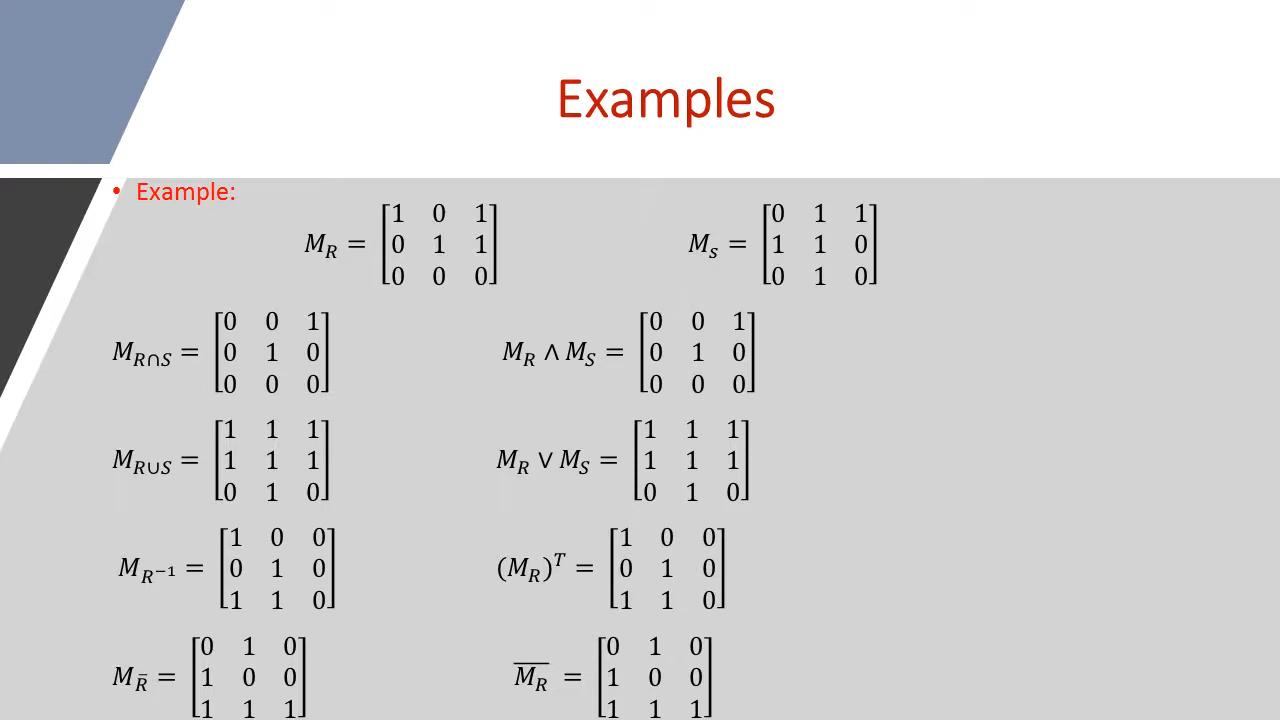 Examples
• Example:
M_R = [1 0 1; 0 1 1; 0 0 0] M_s = [0 1 1; 1 1 0; 0 1 0]
M_{R∩S} = [0 0 1; 0 1 0; 0 0 0] M_R ∧ M_S = [0 0 1; 0 1 0; 0 0 0]
M_{R∪S} = [1 1 1; 1 1 1; 0 1 0] M_R ∨ M_S = [1 1 1; 1 1 1; 0 1 0]
M_{R^{−1}} = [1 0 0; 0 1 0; 1 1 0] (M_R)^T = [1 0 0; 0 1 0; 1 1 0]
M_{R̄} = [0 1 0; 1 0 0; 1 1 1] \overline{M_R} = [0 1 0; 1 0 0; 1 1 1]